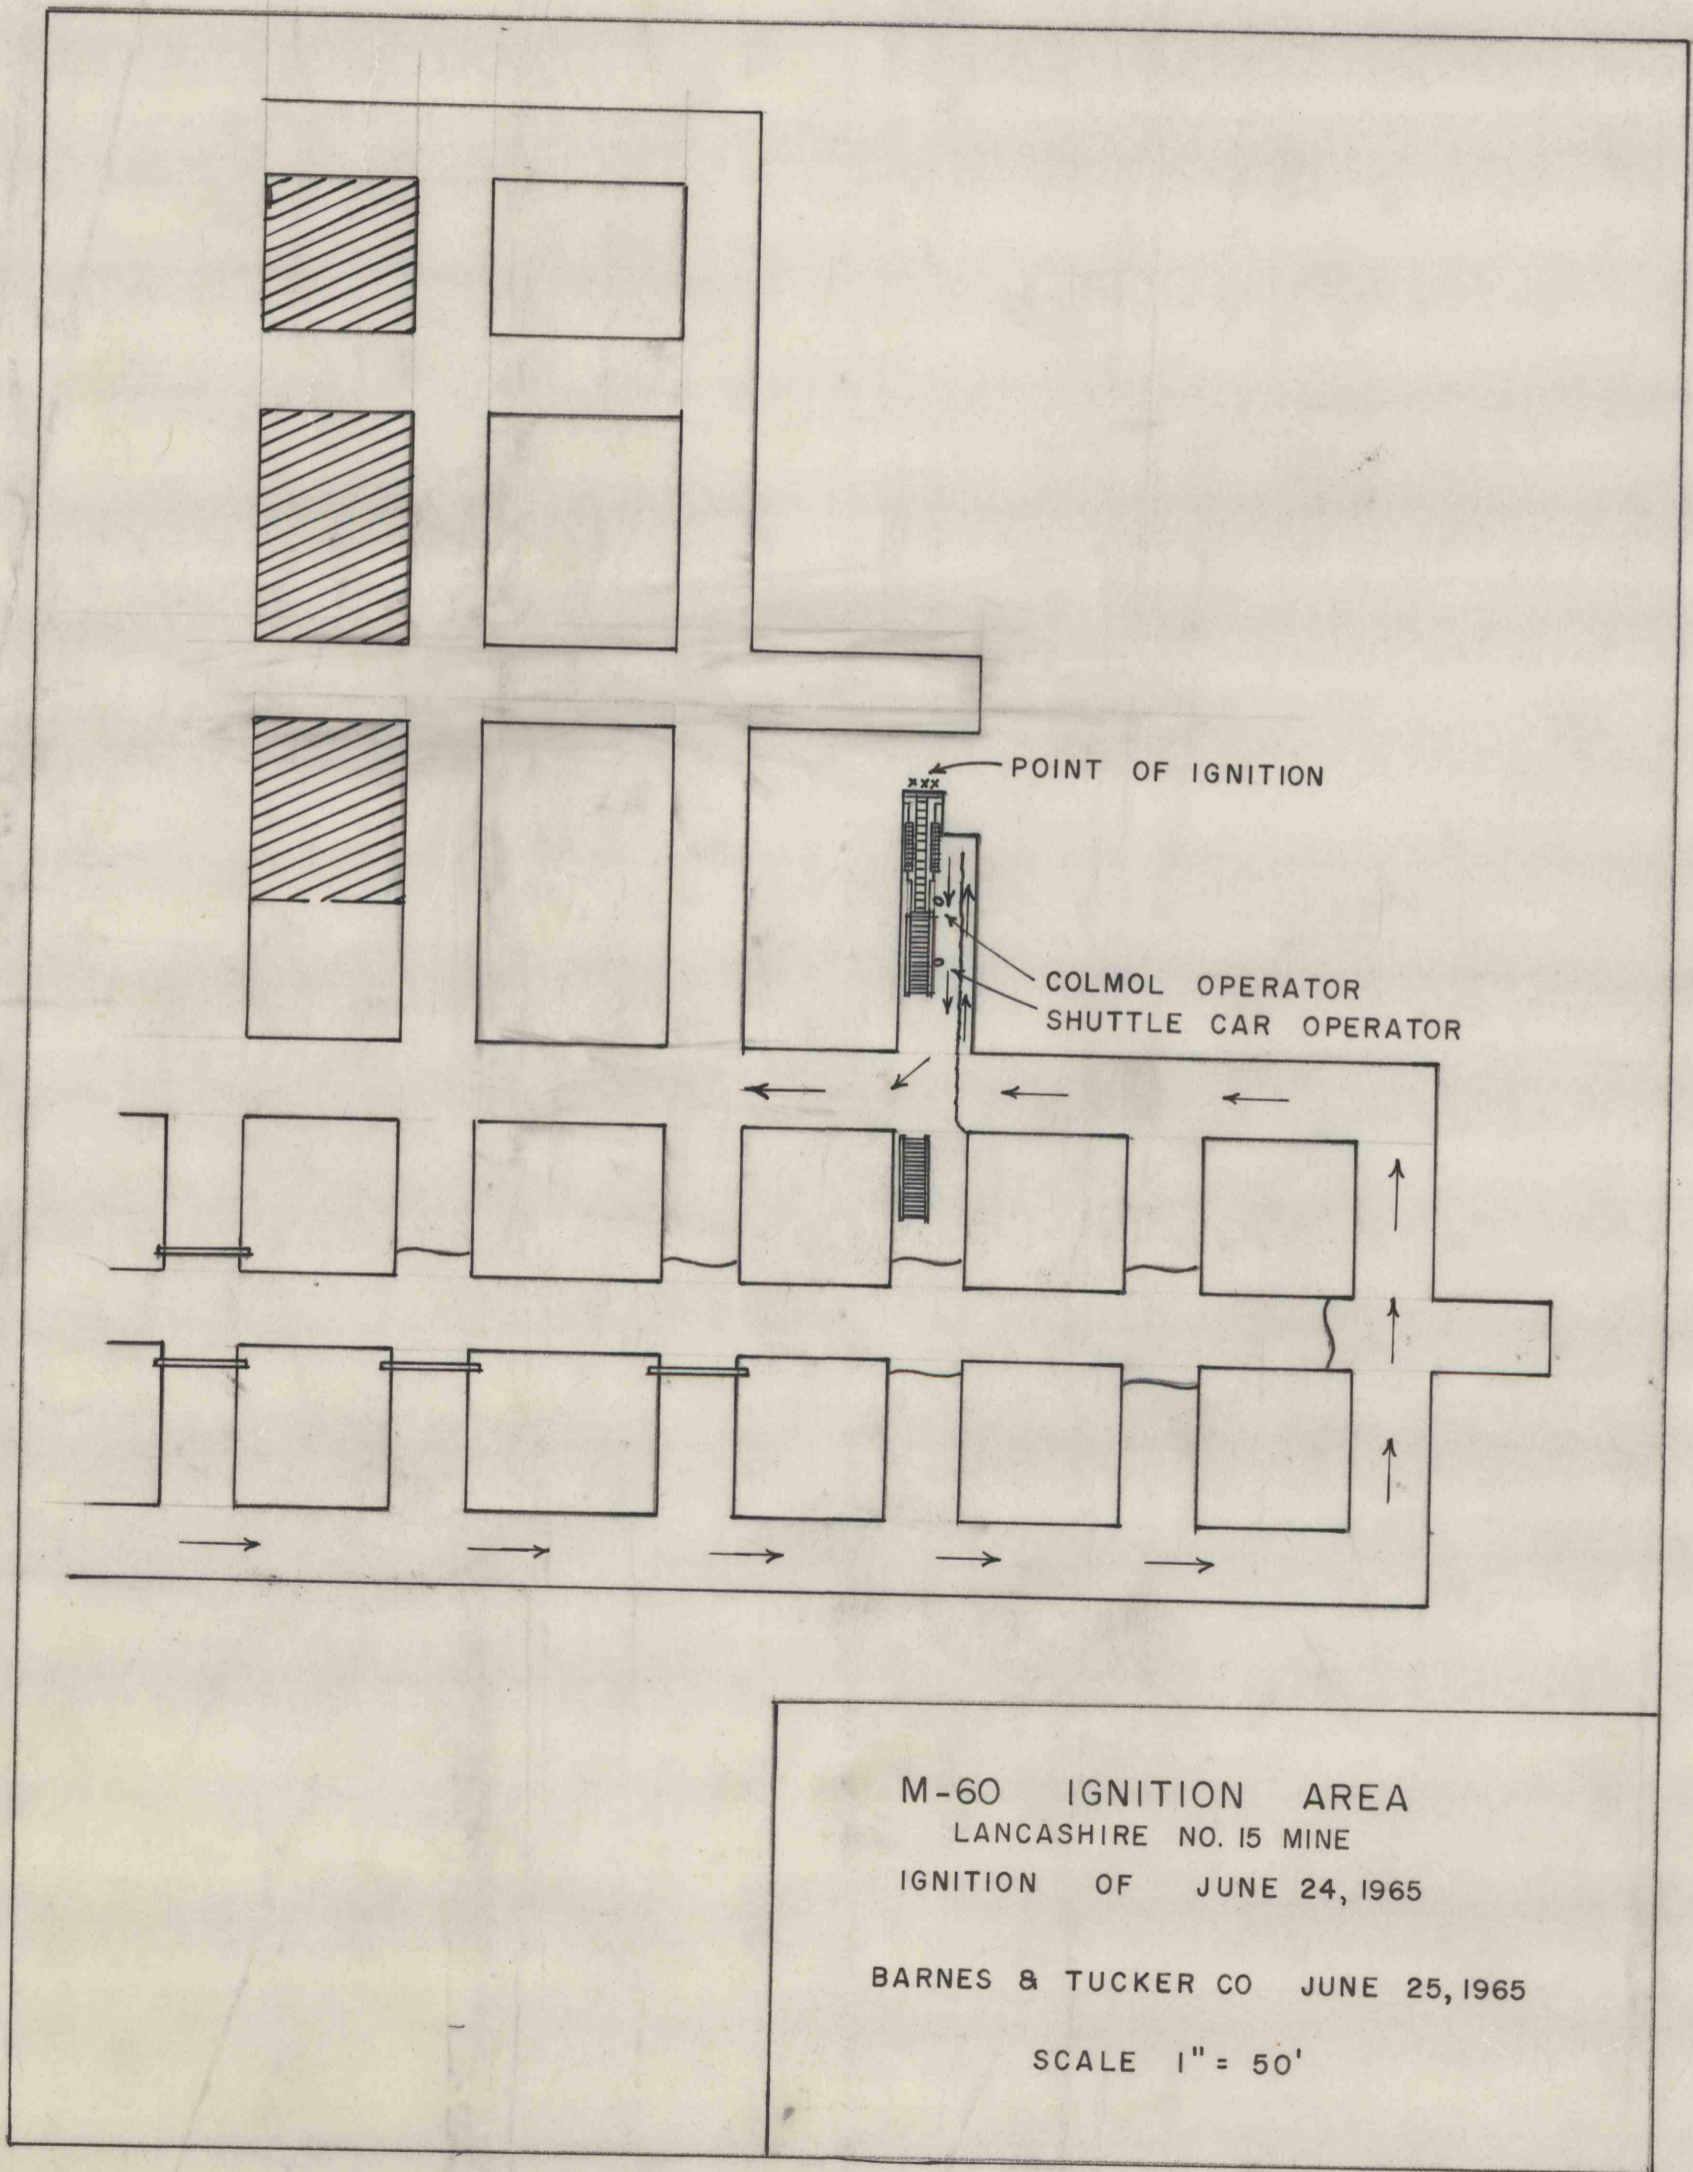 POINT OF IGNITION
COLMOL OPERATOR
SHUTTLE CAR OPERATOR
M-60 IGNITION AREA
LANCASHIRE NO. 15 MINE
IGNITION OF JUNE 24, 1965
BARNES & TUCKER CO JUNE 25, 1965
SCALE 1" = 50'